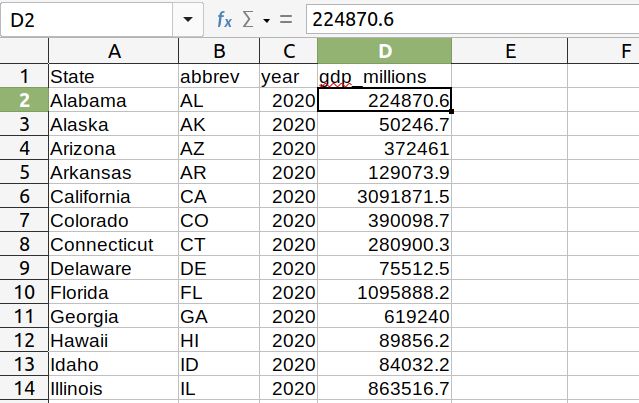 D2 fx Σ = 224870.6
A B C D E F
1 State abbrev year gdp_millions
2 Alabama AL 2020 224870.6
3 Alaska AK 2020 50246.7
4 Arizona AZ 2020 372461
5 Arkansas AR 2020 129073.9
6 California CA 2020 3091871.5
7 Colorado CO 2020 390098.7
8 Connecticut CT 2020 280900.3
9 Delaware DE 2020 75512.5
10 Florida FL 2020 1095888.2
11 Georgia GA 2020 619240
12 Hawaii HI 2020 89856.2
13 Idaho ID 2020 84032.2
14 Illinois IL 2020 863516.7